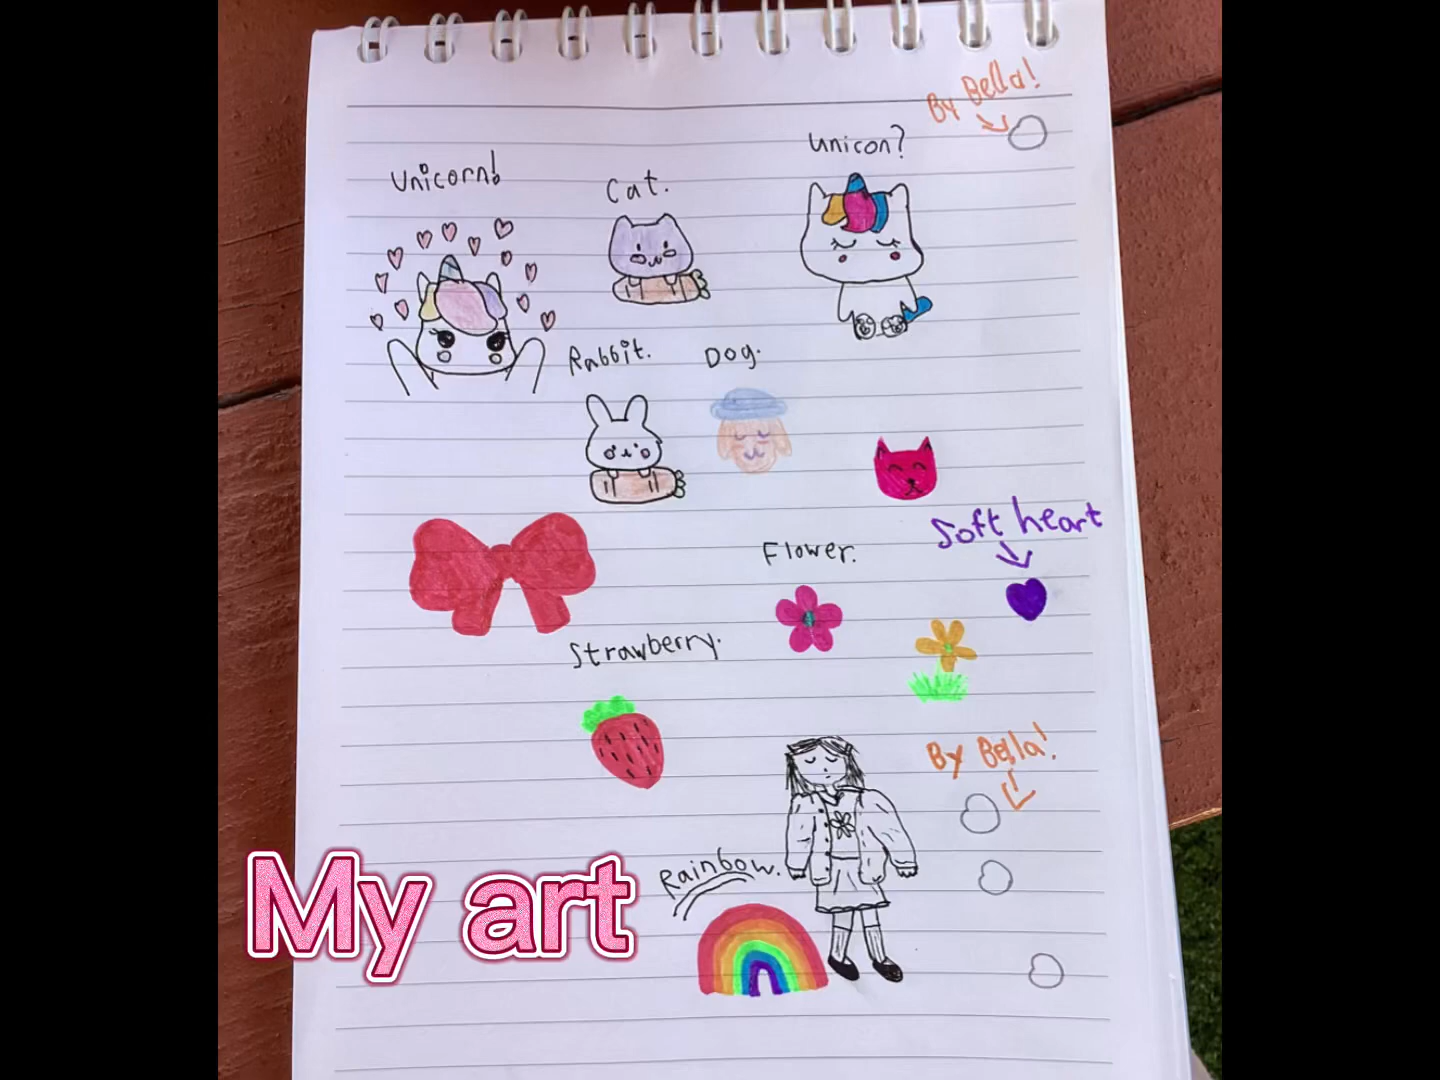 By Bella!
Unicon?
Unicorn!
Cat.
Rabbit.
Dog.
Soft heart
Flower.
Strawberry.
By Bella!
Rainbow.
My art